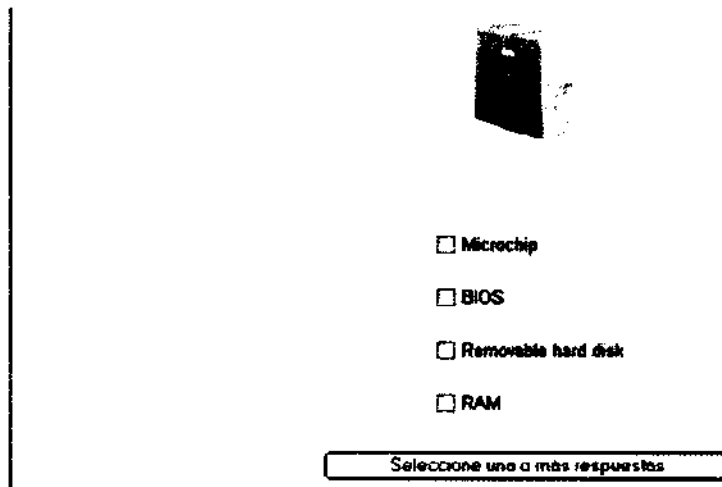 Microchip
BIOS
Removable hard disk
RAM
Seleccione una o más respuestas